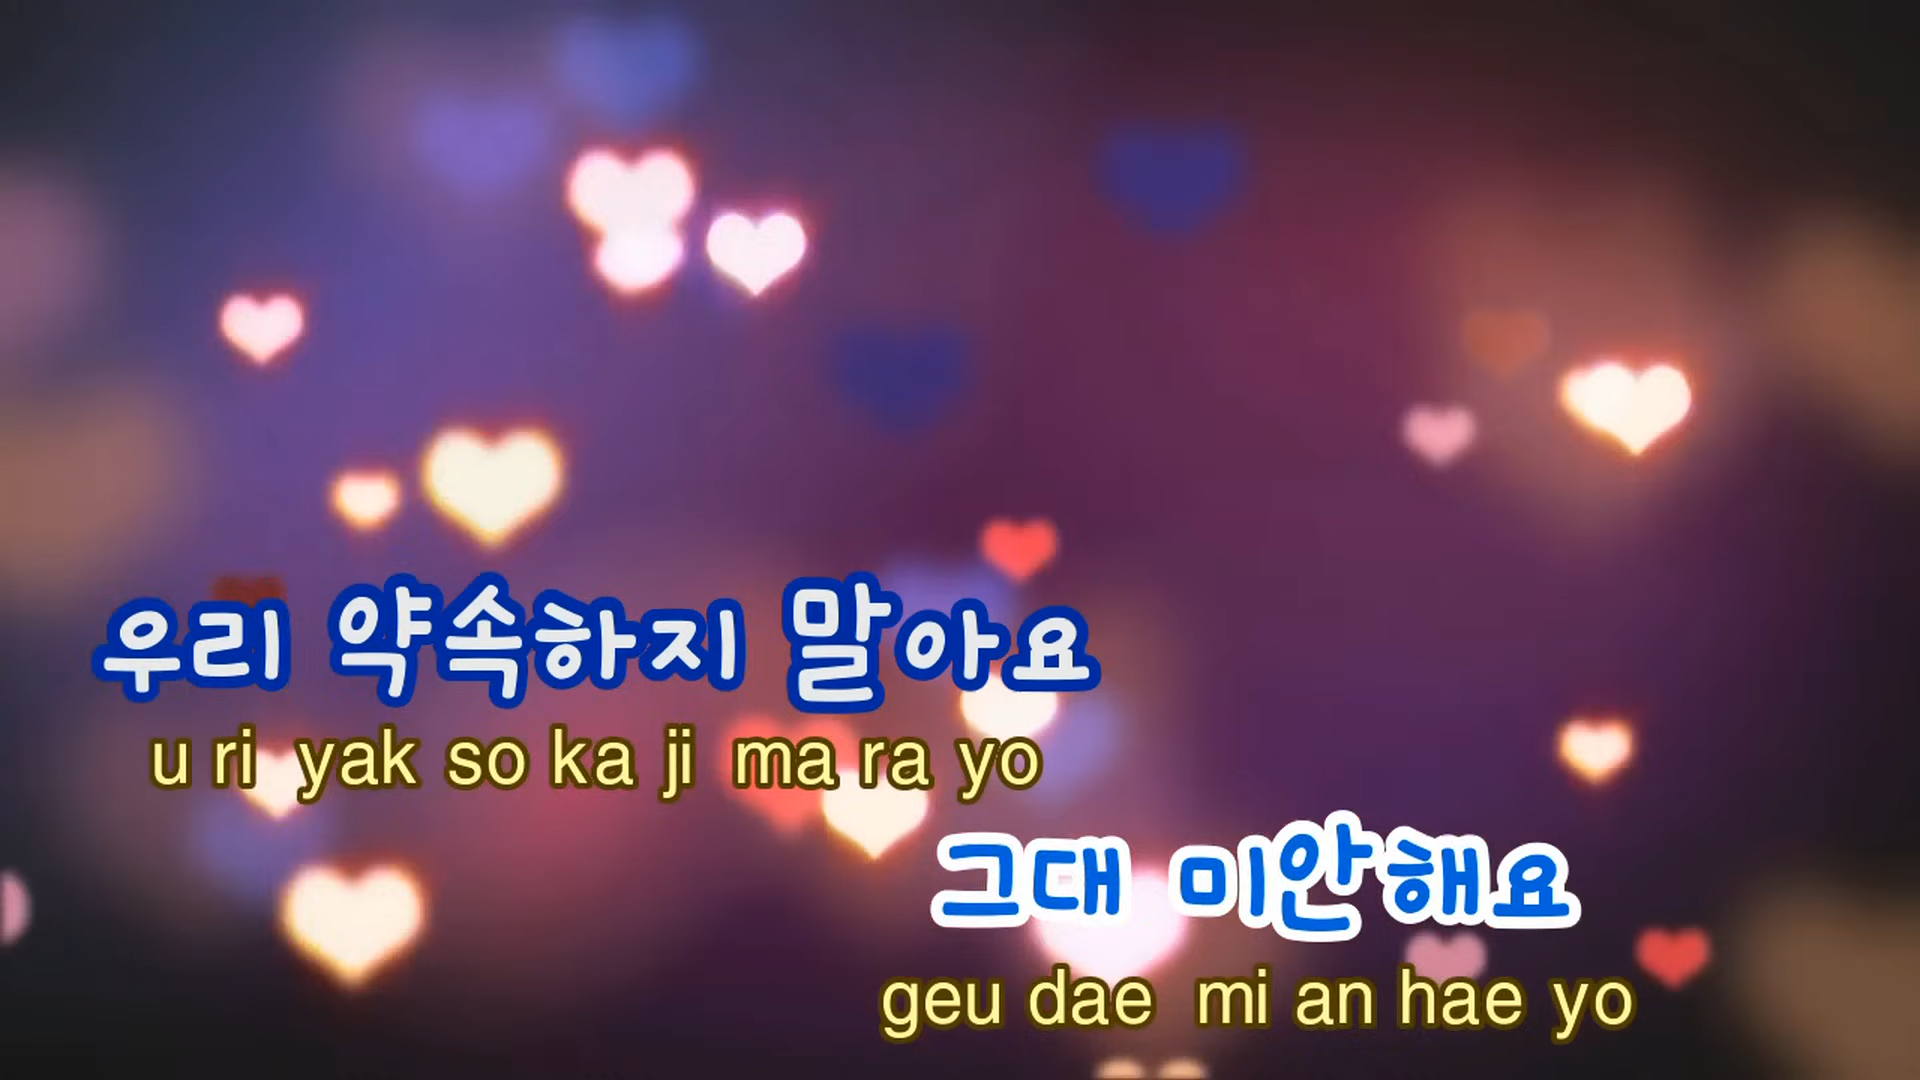 우리 약속하지 말아요
u ri yak so ka ji ma ra yo
그대 미안해요
geu dae mi an hae yo